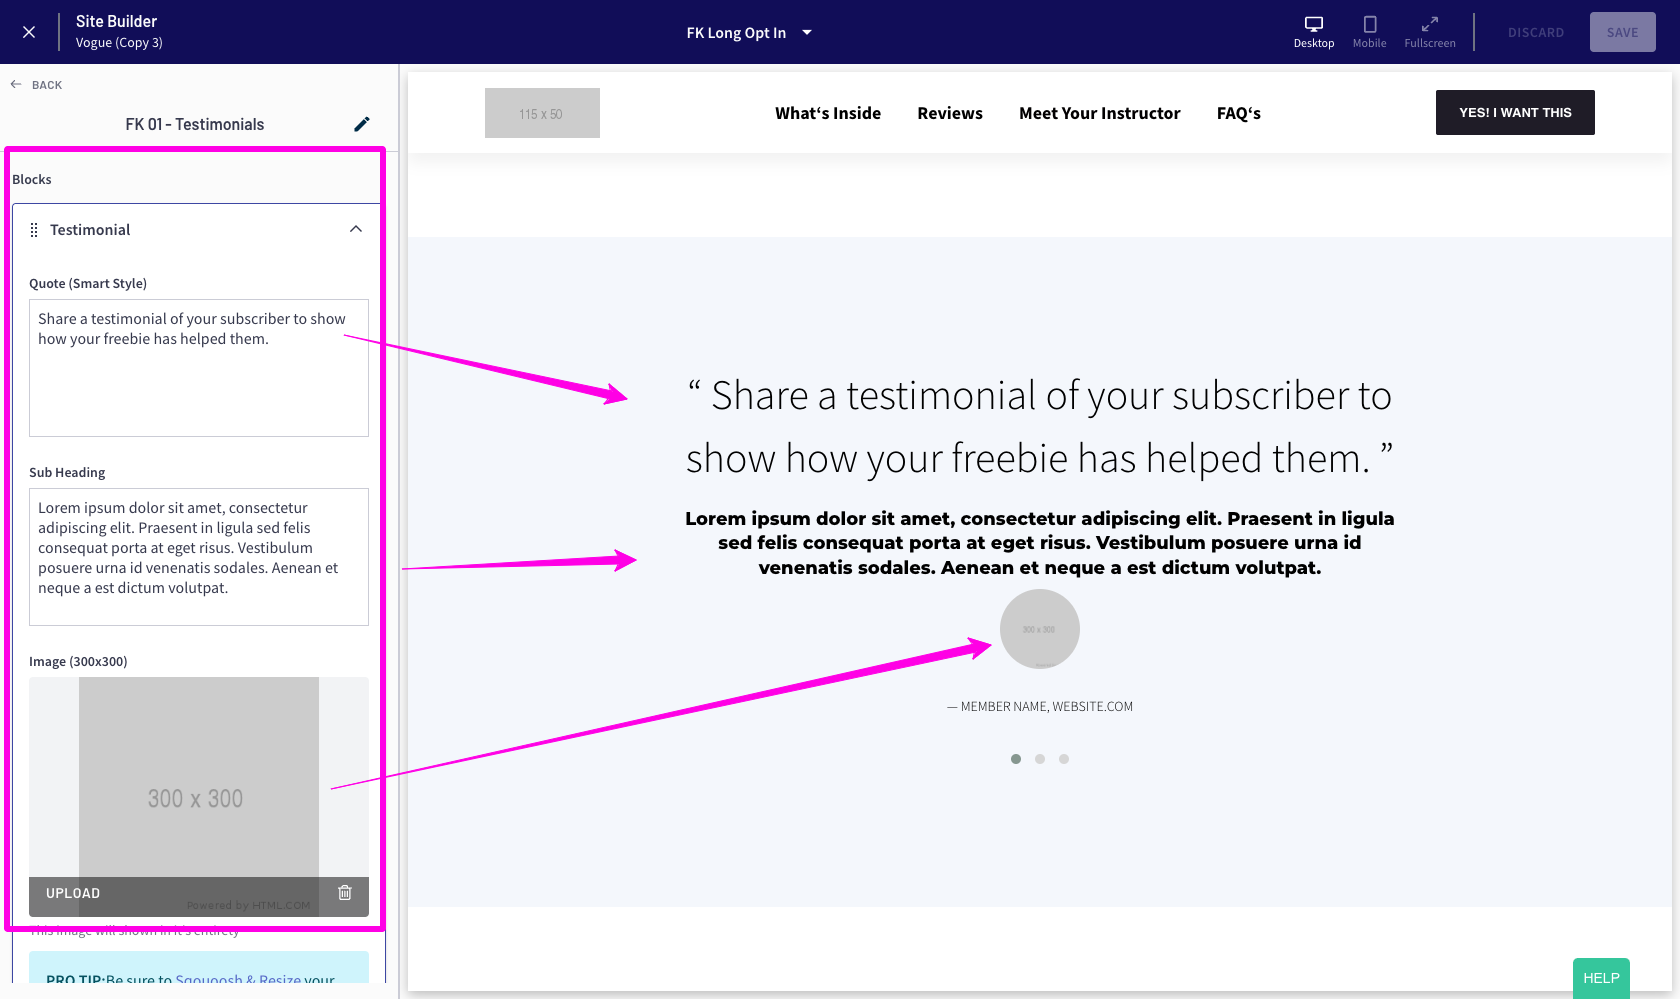 Site Builder
Vogue (Copy 3)
FK Long Opt In
Desktop
Mobile
Fullscreen
DISCARD
SAVE
BACK
FK 01 - Testimonials
Blocks
Testimonial
Quote (Smart Style)
Share a testimonial of your subscriber to show
how your freebie has helped them.
Sub Heading
Lorem ipsum dolor sit amet, consectetur
adipiscing elit. Praesent in ligula sed felis
consequat porta at eget risus. Vestibulum
posuere urna id venenatis sodales. Aenean et
neque a est dictum volutpat.
Image (300x300)
300 x 300
UPLOAD
Powered by HTML.COM
This image will shown in it's entirety
PRO TIP:Be sure to Squoosh & Resize your
115 x 50
What‘s Inside
Reviews
Meet Your Instructor
FAQ‘s
YES! I WANT THIS
“ Share a testimonial of your subscriber to
show how your freebie has helped them. ”
Lorem ipsum dolor sit amet, consectetur adipiscing elit. Praesent in ligula
sed felis consequat porta at eget risus. Vestibulum posuere urna id
venenatis sodales. Aenean et neque a est dictum volutpat.
300 x 300
— MEMBER NAME, WEBSITE.COM
HELP